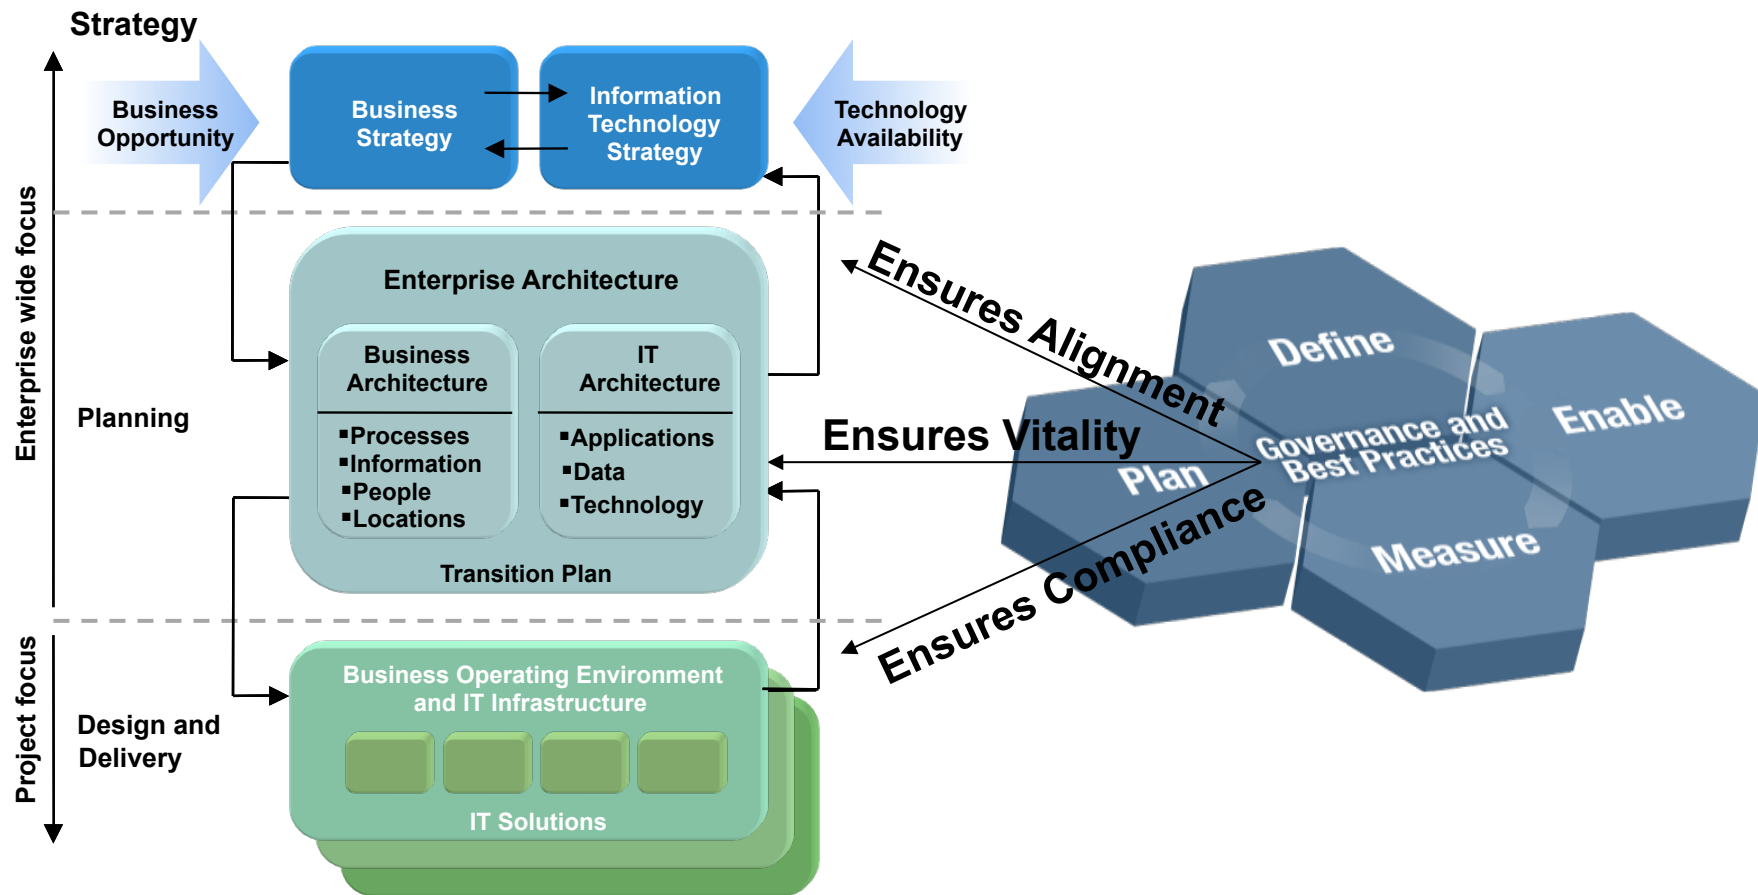 Strategy
Business
Opportunity
Business
Strategy
Information
Technology
Strategy
Technology
Availability
Enterprise wide focus
Planning
Enterprise Architecture
Business
Architecture
▪Processes
▪Information
▪People
▪Locations
IT
Architecture
▪Applications
▪Data
▪Technology
Transition Plan
Ensures Alignment
Ensures Vitality
Ensures Compliance
Define
Enable
Governance and
Best Practices
Plan
Measure
Project focus
Design and
Delivery
Business Operating Environment
and IT Infrastructure
IT Solutions